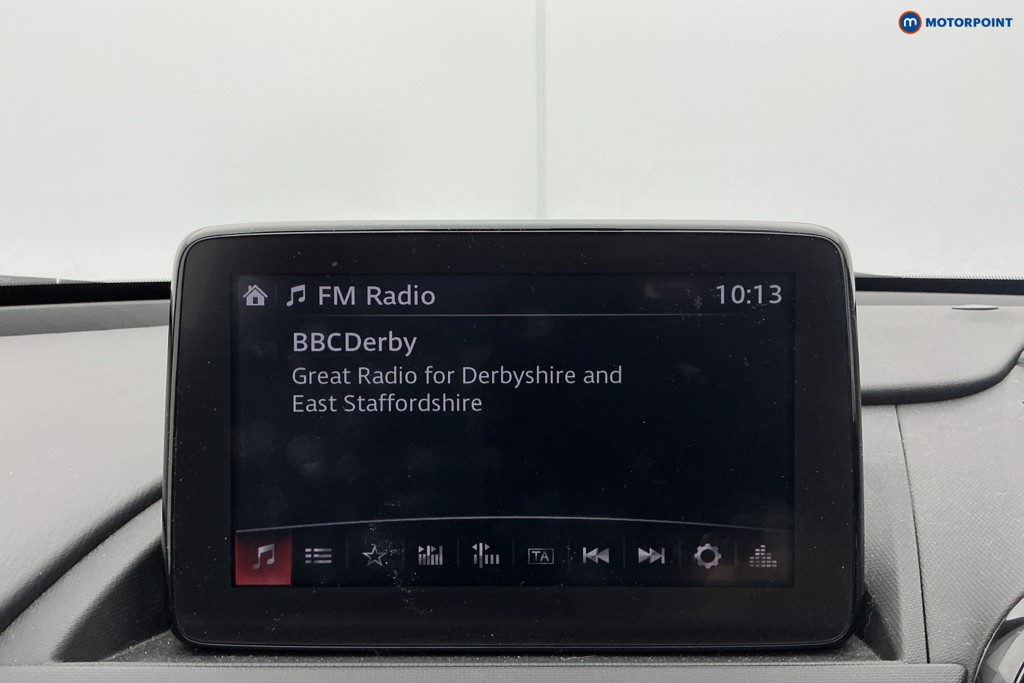 m MOTORPOINT
FM Radio 10:13
BBCDerby
Great Radio for Derbyshire and
East Staffordshire
TA